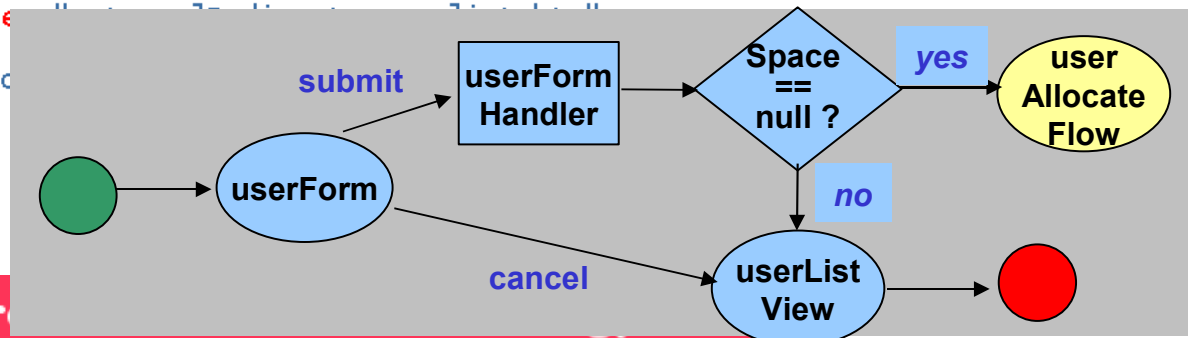 submit
userForm
Handler
Space
==
null ?
yes
user
Allocate
Flow
userForm
no
cancel
userList
View